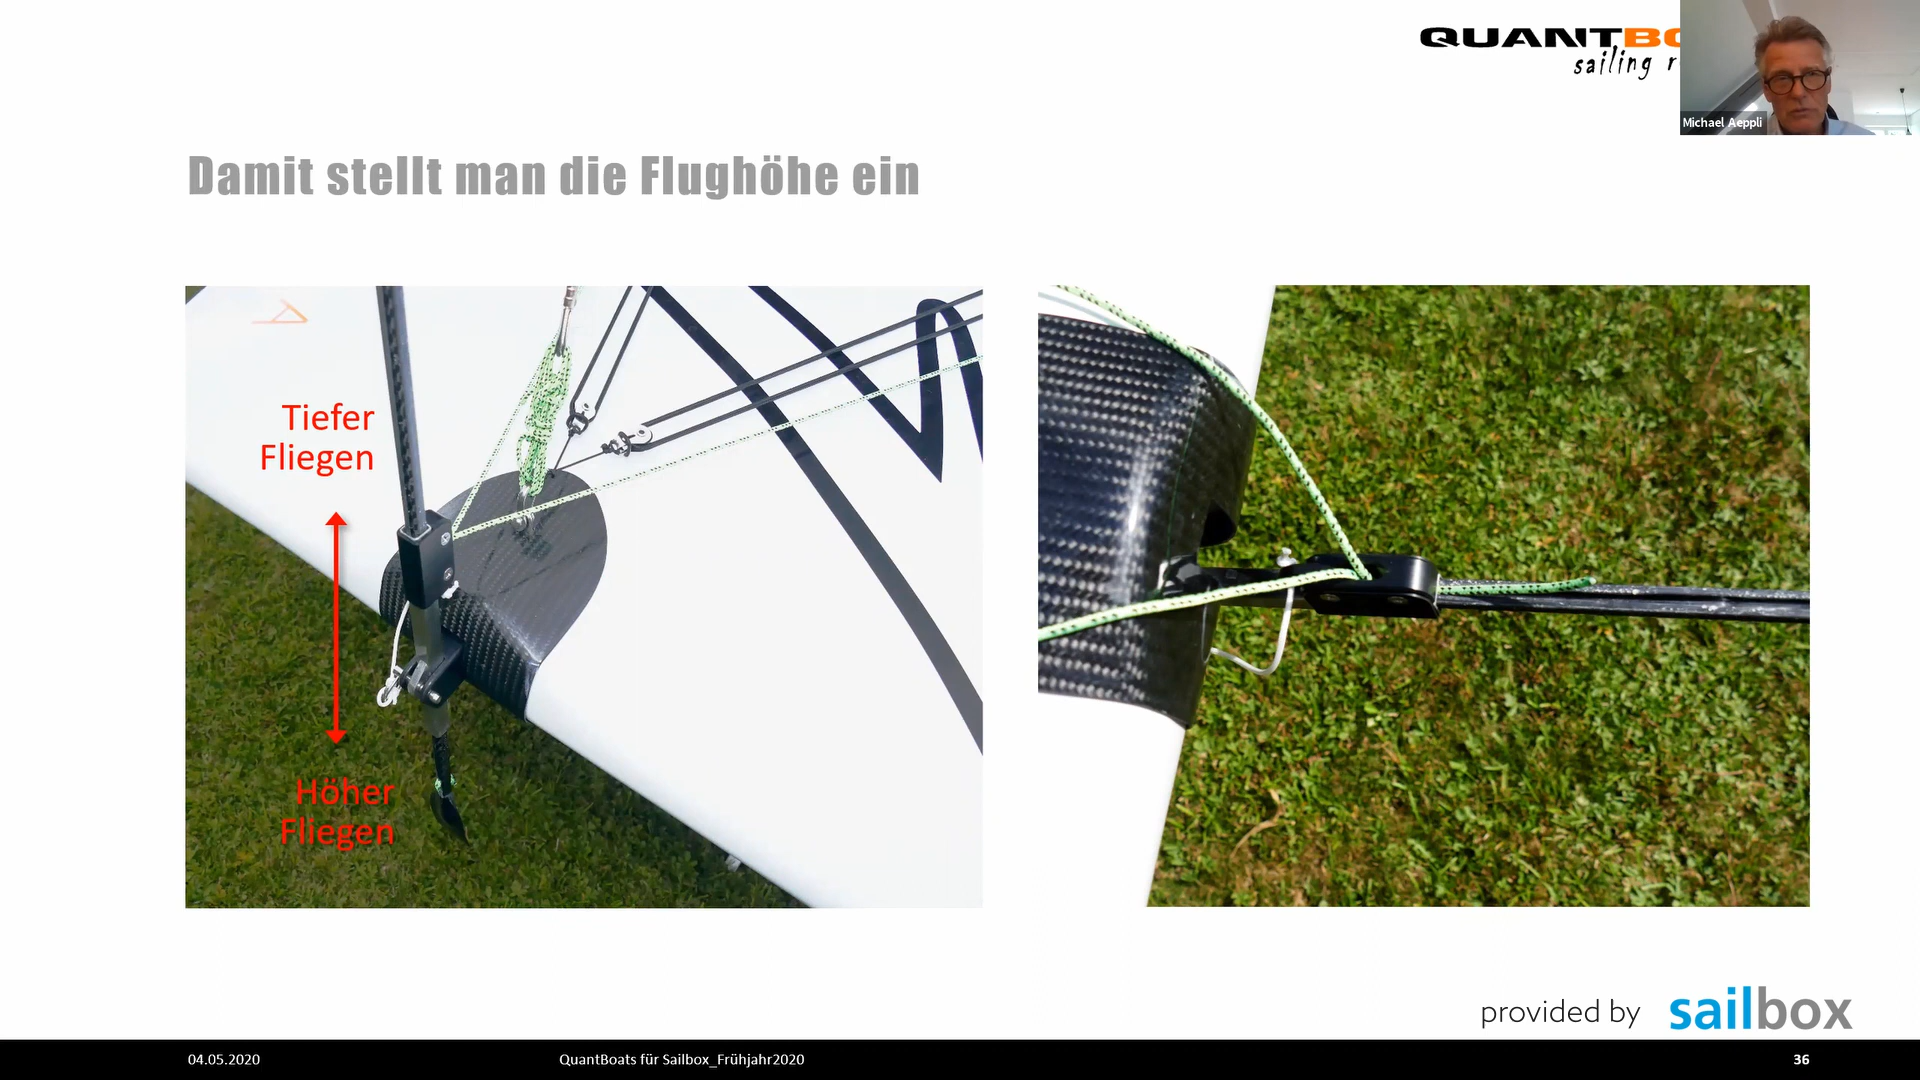 QUANTBO
sailing r
Michael Aeppli
Damit stellt man die Flughöhe ein
Tiefer
Fliegen
Höher
Fliegen
provided by sailbox
04.05.2020 QuantBoats für Sailbox_Frühjahr2020 36